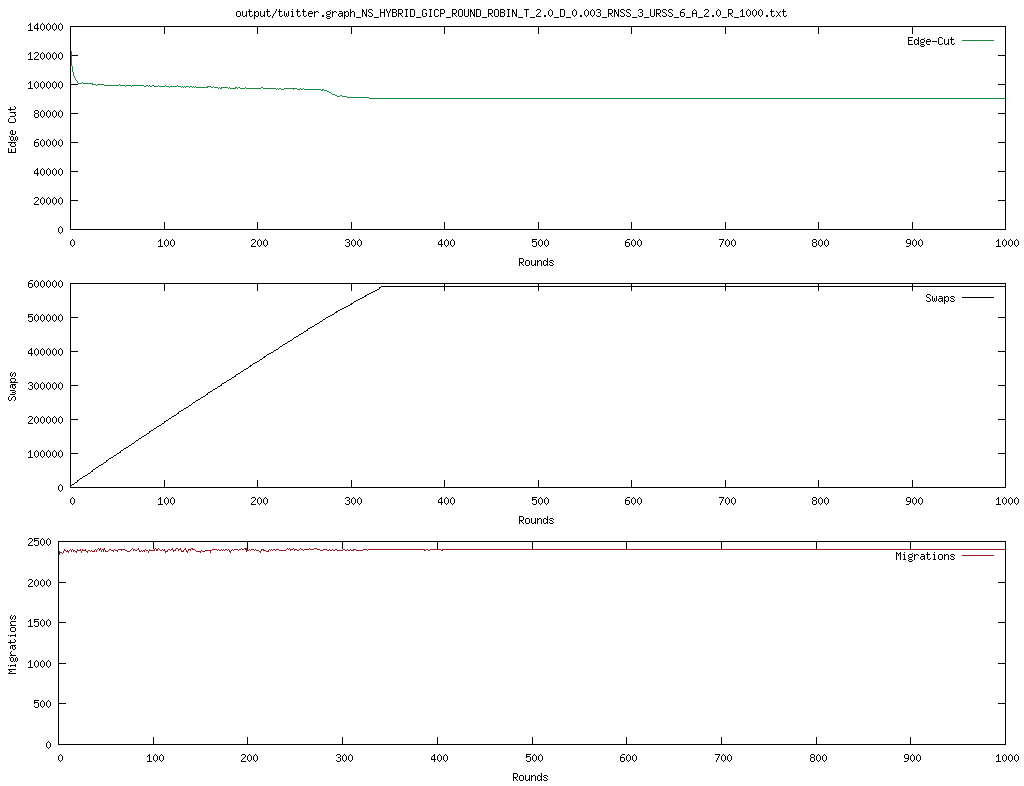 output/twitter.graph_NS_HYBRID_GICP_ROUND_ROBIN_T_2.0_D_0.003_RNSS_3_URSS_6_A_2.0_R_1000.txt
140000
120000
100000
80000
60000
40000
20000
0
Edge Cut
Edge-Cut
0 100 200 300 400 500 600 700 800 900 1000
Rounds
600000
500000
400000
300000
200000
100000
0
Swaps
Swaps
0 100 200 300 400 500 600 700 800 900 1000
Rounds
2500
2000
1500
1000
500
0
Migrations
Migrations
0 100 200 300 400 500 600 700 800 900 1000
Rounds